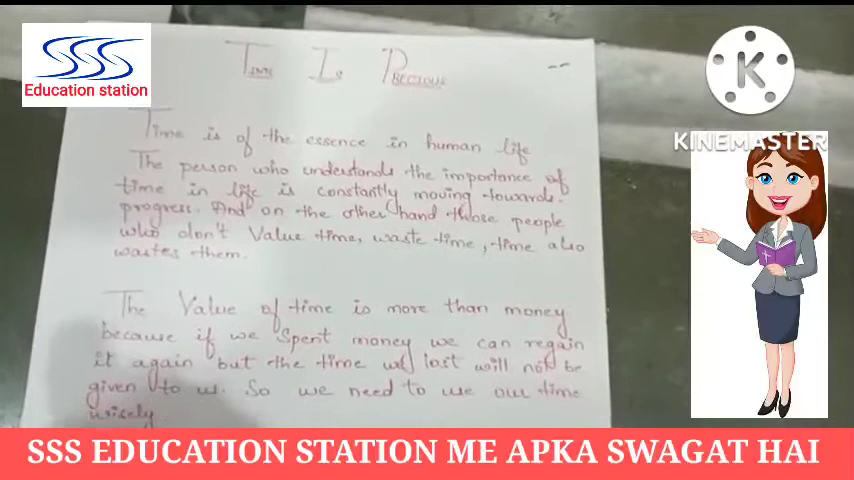 SSS
Education station
KINEMASTER
TIME IS PRECIOUS
Time is of the essence in human life
The person who understands the importance of
time in life is constantly moving towards.
progress. And on the other hand those people
who don't Value time, waste time, time also
wastes them.
The Value of time is more than money
because if we spent money we can regain
it again but the time we lost will not be
given to us. So we need to use our time
wisely
SSS EDUCATION STATION ME APKA SWAGAT HAI